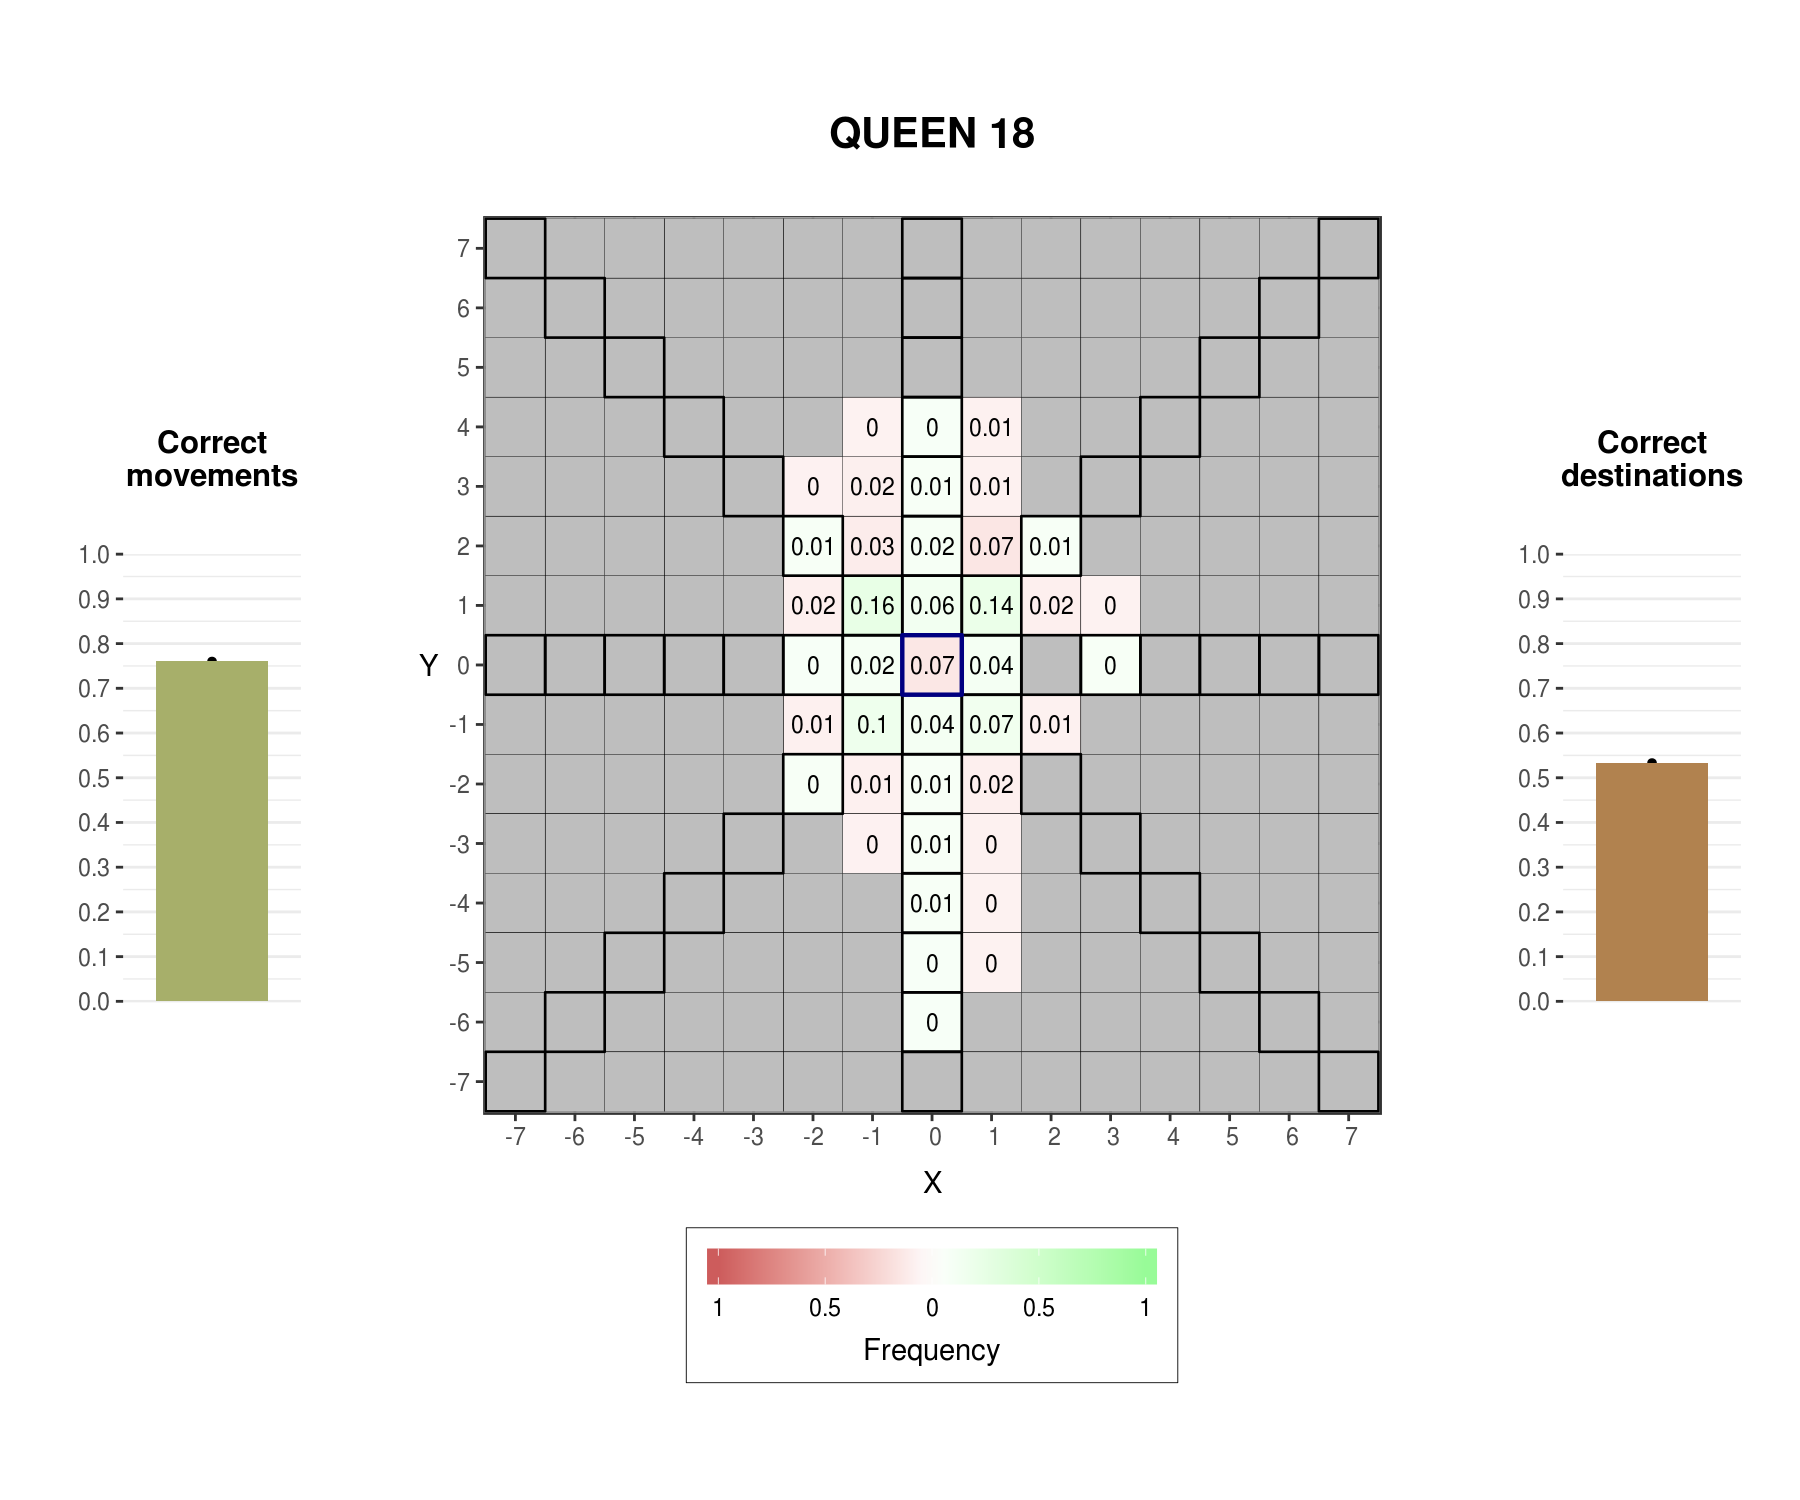 QUEEN 18
Correct
movements
1.0
0.9
0.8
0.7
0.6
0.5
0.4
0.3
0.2
0.1
0.0
Y
7
6
5
4 0 0 0.01
3 0 0.02 0.01 0.01
2 0.01 0.03 0.02 0.07 0.01
1 0.02 0.16 0.06 0.14 0.02 0
0 0 0.02 0.07 0.04 0
-1 0.01 0.1 0.04 0.07 0.01
-2 0 0.01 0.01 0.02
-3 0 0.01 0
-4 0.01 0
-5 0 0
-6 0
-7
-7 -6 -5 -4 -3 -2 -1 0 1 2 3 4 5 6 7
X
1 0.5 0 0.5 1
Frequency
Correct
destinations
1.0
0.9
0.8
0.7
0.6
0.5
0.4
0.3
0.2
0.1
0.0